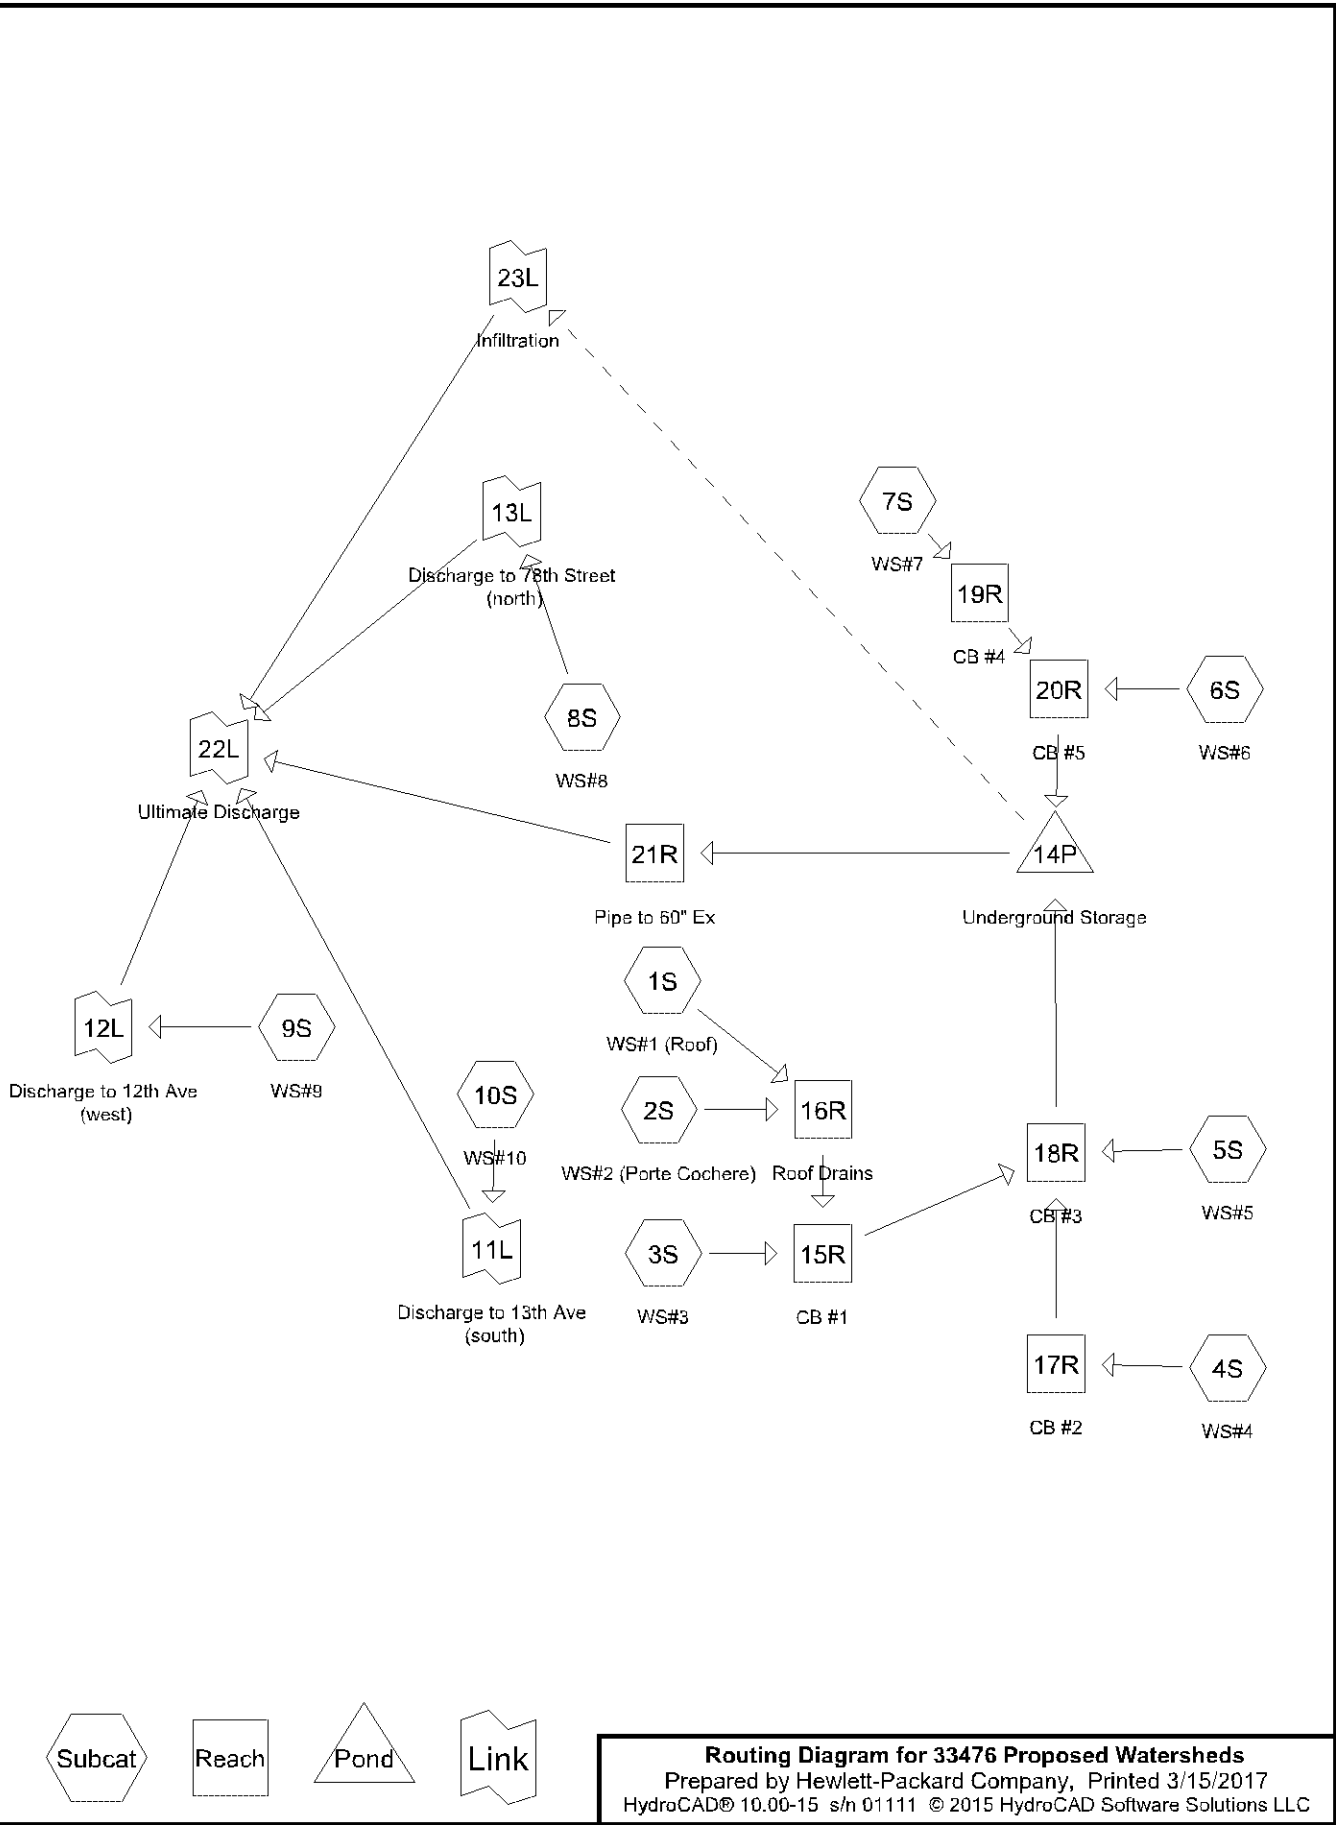 23L
Infiltration
13L
Discharge to 78th Street
(north)
7S
WS#7
19R
CB #4
20R
CB #5
6S
WS#6
8S
WS#8
22L
Ultimate Discharge
21R
Pipe to 60" Ex
14P
Underground Storage
1S
WS#1 (Roof)
12L
Discharge to 12th Ave
(west)
9S
WS#9
10S
WS#10
2S
WS#2 (Porte Cochere)
16R
Roof Drains
18R
CB #3
5S
WS#5
11L
Discharge to 13th Ave
(south)
3S
WS#3
15R
CB #1
17R
CB #2
4S
WS#4
Subcat
Reach
Pond
Link
Routing Diagram for 33476 Proposed Watersheds
Prepared by Hewlett-Packard Company, Printed 3/15/2017
HydroCAD® 10.00-15 s/n 01111 © 2015 HydroCAD Software Solutions LLC